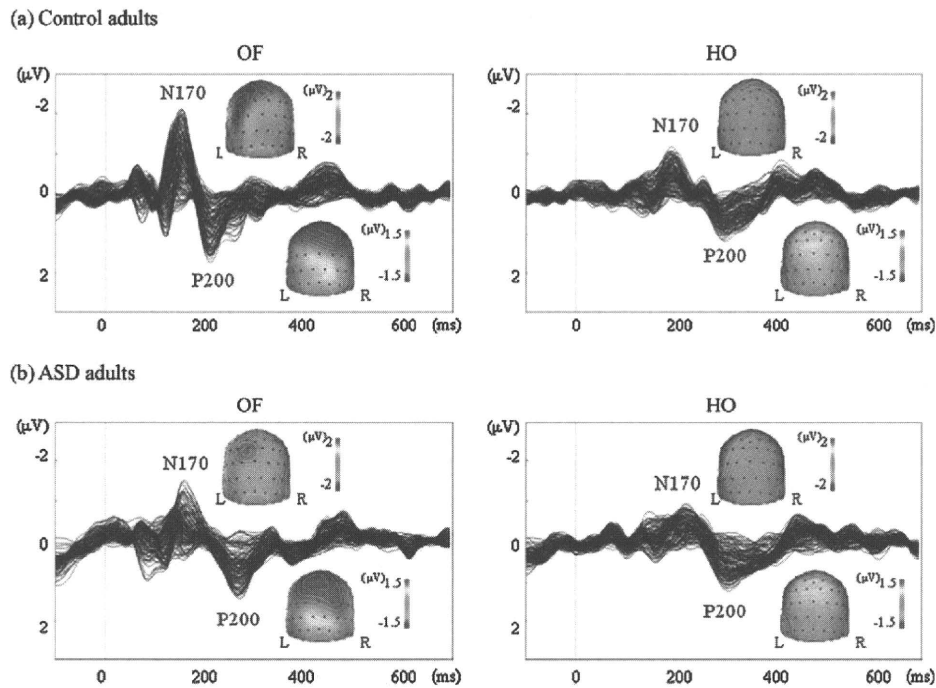 (a) Control adults
OF
HO
(μV)
-2
0
2
N170
P200
(μV) 2
-2
L R
(μV) 1.5
-1.5
L R
0 200 400 600 (ms)
(μV)
-2
0
2
N170
P200
(μV) 2
-2
L R
(μV) 1.5
-1.5
L R
0 200 400 600 (ms)
(b) ASD adults
OF
HO
(μV)
-2
0
2
N170
P200
(μV) 2
-2
L R
(μV) 1.5
-1.5
L R
0 200 400 600 (ms)
(μV)
-2
0
2
N170
P200
(μV) 2
-2
L R
(μV) 1.5
-1.5
L R
0 200 400 600 (ms)